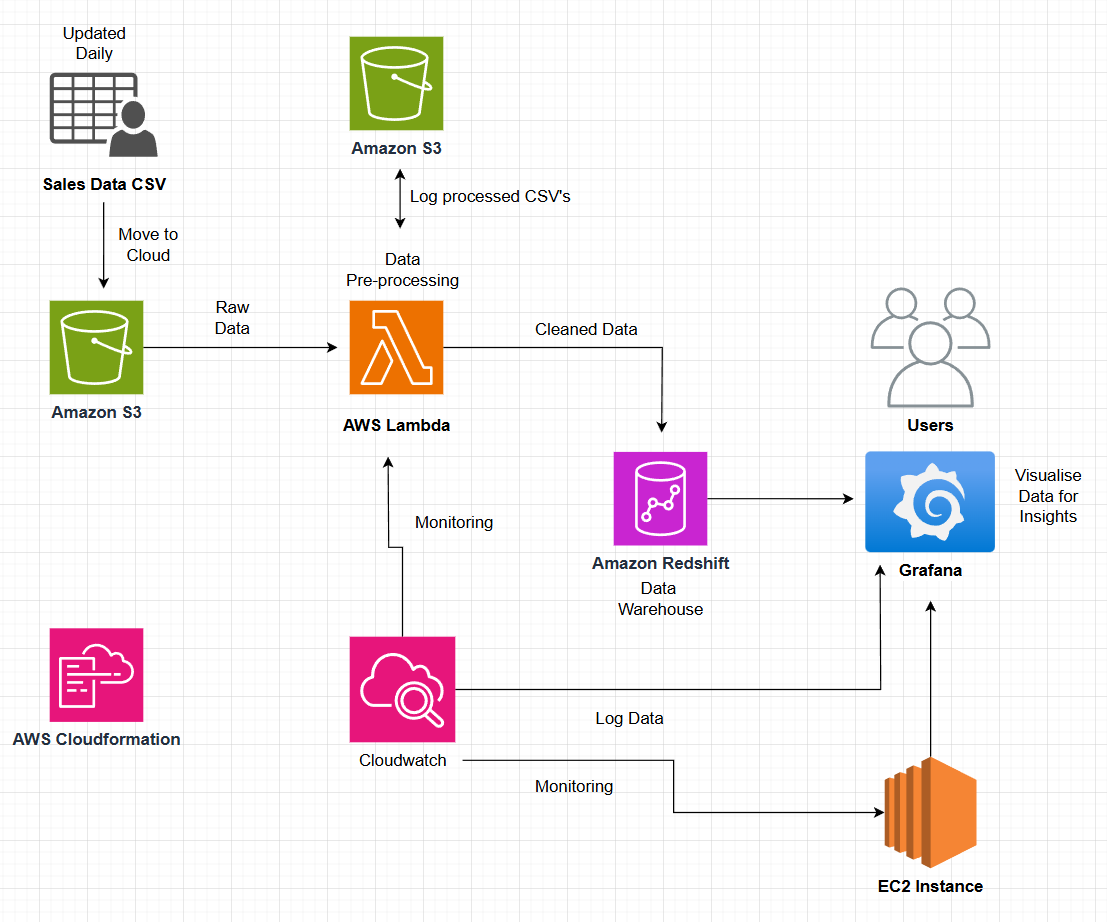 Updated
Daily
Sales Data CSV
Move to
Cloud
Amazon S3
Log processed CSV's
Data
Pre-processing
Raw
Data
Amazon S3
AWS Lambda
Cleaned Data
Users
Visualise
Data for
Insights
Grafana
Amazon Redshift
Data
Warehouse
Monitoring
AWS Cloudformation
Cloudwatch
Log Data
Monitoring
EC2 Instance